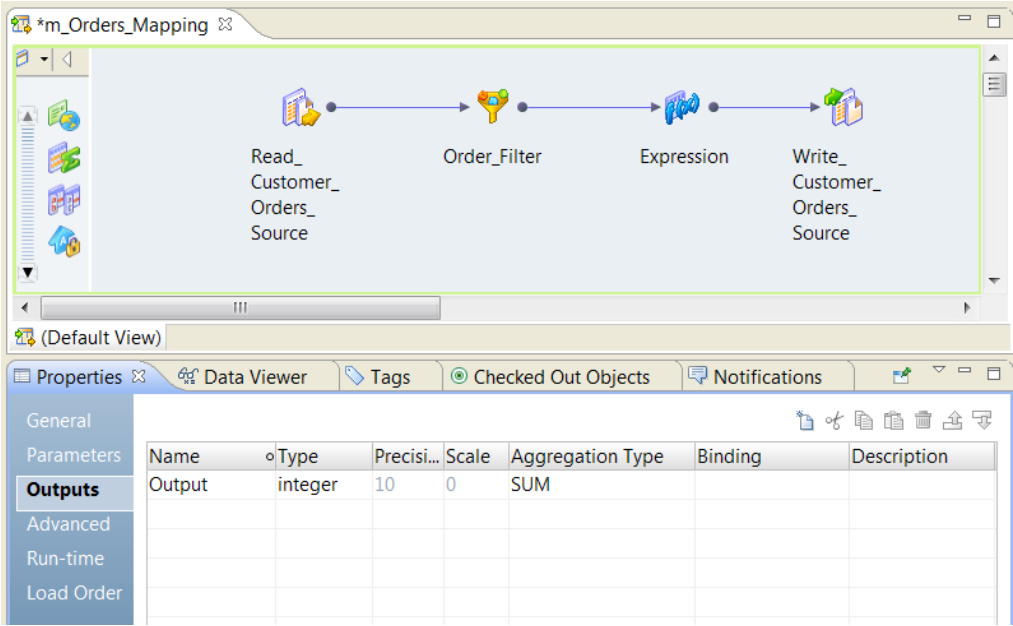 *m_Orders_Mapping
Read_
Customer_
Orders_
Source
Order_Filter
Expression
Write_
Customer_
Orders_
Source
(Default View)
Properties Data Viewer Tags Checked Out Objects Notifications
General
Parameters
Outputs
Advanced
Run-time
Load Order
Name Type Precisi... Scale Aggregation Type Binding Description
Output integer 10 0 SUM